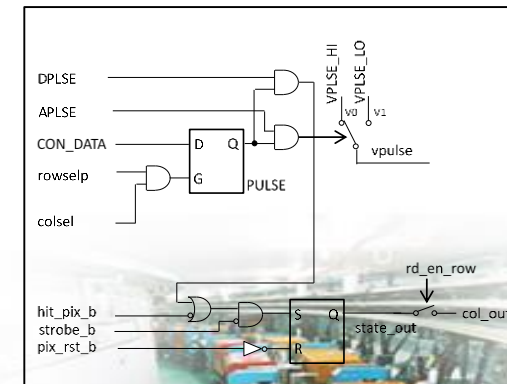 VPLSE_HI
VPLSE_LO
DPLSE
APLSE
V0
V1
CON_DATA
D
Q
vpulse
rowselp
G
PULSE
colsel
rd_en_row
hit_pix_b
S
Q
col_out
strobe_b
state_out
pix_rst_b
R